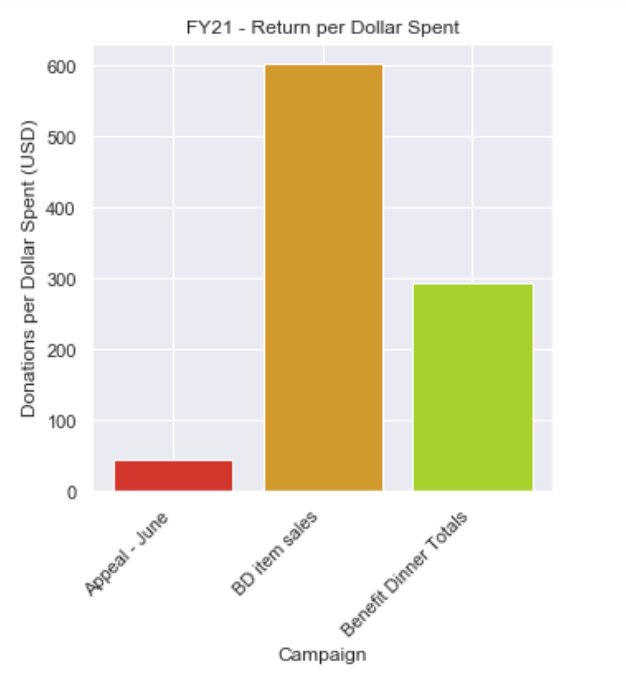 FY21 - Return per Dollar Spent
Donations per Dollar Spent (USD)
600
500
400
300
200
100
0
Appeal - June
BD item sales
Benefit Dinner Totals
Campaign